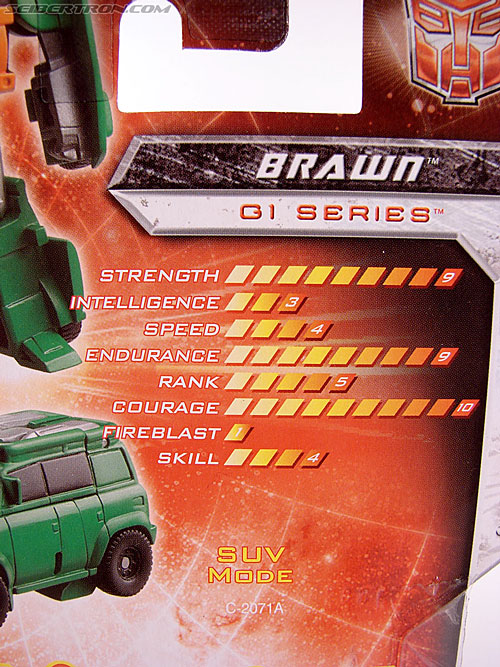 SEIBERTRON.COM
BRAWN™
G1 SERIES™
STRENGTH 9
INTELLIGENCE 3
SPEED 4
ENDURANCE 9
RANK 5
COURAGE 10
FIREBLAST 1
SKILL 4
SUV
MODE
C-2071A